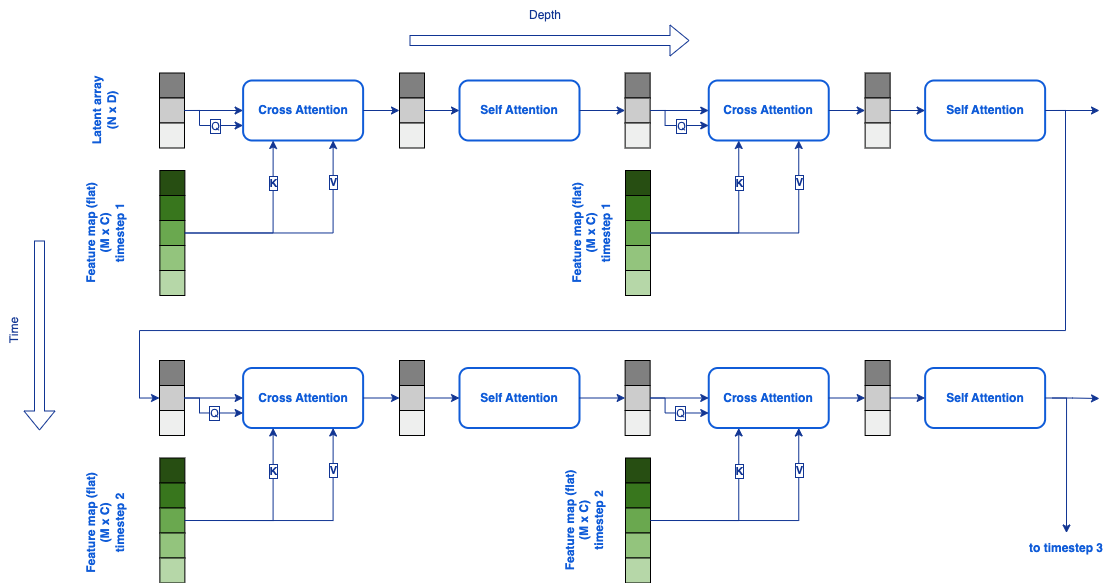 Depth
Latent array
(N x D)
Q
Cross Attention
Self Attention
Q
Cross Attention
Self Attention
Feature map (flat)
(M x C)
timestep 1
K
V
Feature map (flat)
(M x C)
timestep 1
K
V
Time
Q
Cross Attention
Self Attention
Q
Cross Attention
Self Attention
Feature map (flat)
(M x C)
timestep 2
K
V
Feature map (flat)
(M x C)
timestep 2
K
V
to timestep 3